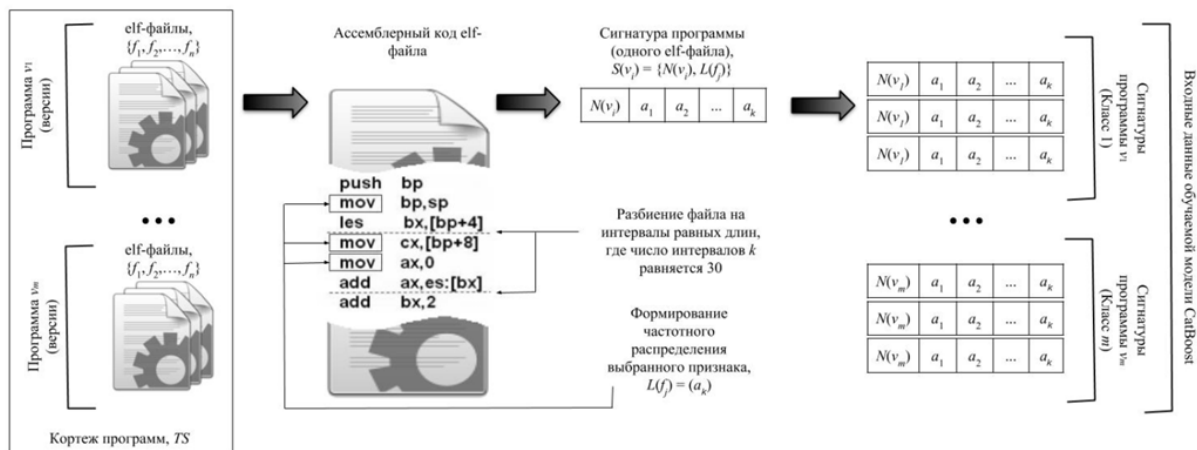 Программа v₁
(версии)
elf-файлы,
{f₁, f₂,…, fₙ}
•••
elf-файлы,
{f₁, f₂,…, fₙ}
Программа vₘ
(версии)
Кортеж программ, TS
Ассемблерный код elf-
файла
push bp
mov bp,sp
les bx,[bp+4]
mov cx,[bp+8]
mov ax,0
add ax,es:[bx]
add bx,2
Сигнатура программы
(одного elf-файла),
S(vᵢ) = {N(vᵢ), L(fⱼ)}
N(vᵢ) a₁ a₂ ... aₖ
Разбиение файла на
интервалы равных длин,
где число интервалов k
равняется 30
Формирование
частотного
распределения
выбранного признака,
L(fⱼ) = (aₖ)
N(v₁) a₁ a₂ ... aₖ
N(v₁) a₁ a₂ ... aₖ
N(v₁) a₁ a₂ ... aₖ
Сигнатуры
программы v₁
(Класс 1)
•••
N(vₘ) a₁ a₂ ... aₖ
N(vₘ) a₁ a₂ ... aₖ
N(vₘ) a₁ a₂ ... aₖ
Сигнатуры
программы vₘ
(Класс m)
Входные данные обучаемой модели CatBoost